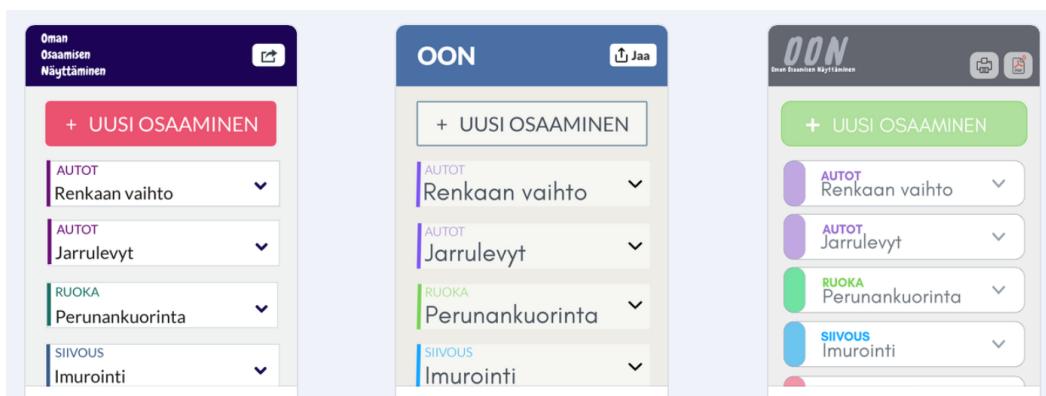 Oman
Osaamisen
Näyttäminen
+ UUSI OSAAMINEN
AUTOT
Renkaan vaihto
AUTOT
Jarrulevyt
RUOKA
Perunankuorinta
SIIVOUS
Imurointi
OON
Jaa
+ UUSI OSAAMINEN
AUTOT
Renkaan vaihto
AUTOT
Jarrulevyt
RUOKA
Perunankuorinta
SIIVOUS
Imurointi
OON
Oman Osaamisen Näyttäminen
+ UUSI OSAAMINEN
AUTOT
Renkaan vaihto
AUTOT
Jarrulevyt
RUOKA
Perunankuorinta
SIIVOUS
Imurointi